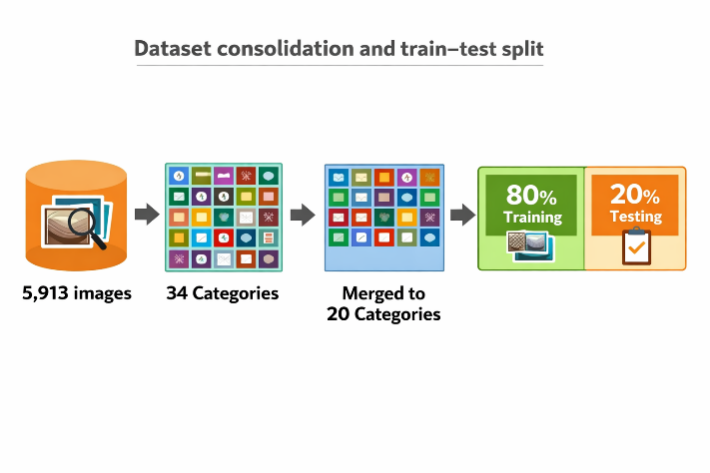 Dataset consolidation and train–test split
5,913 images
34 Categories
Merged to
20 Categories
80%
Training
20%
Testing